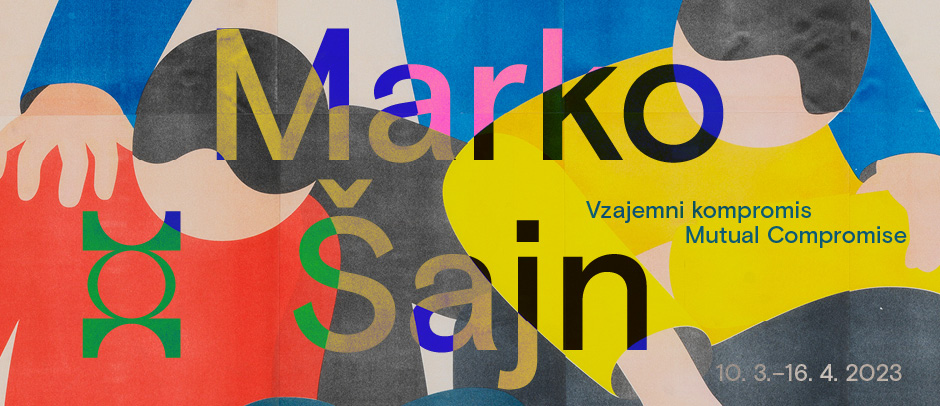 Marko
Šajn
Vzajemni kompromis
Mutual Compromise
10. 3.–16. 4. 2023